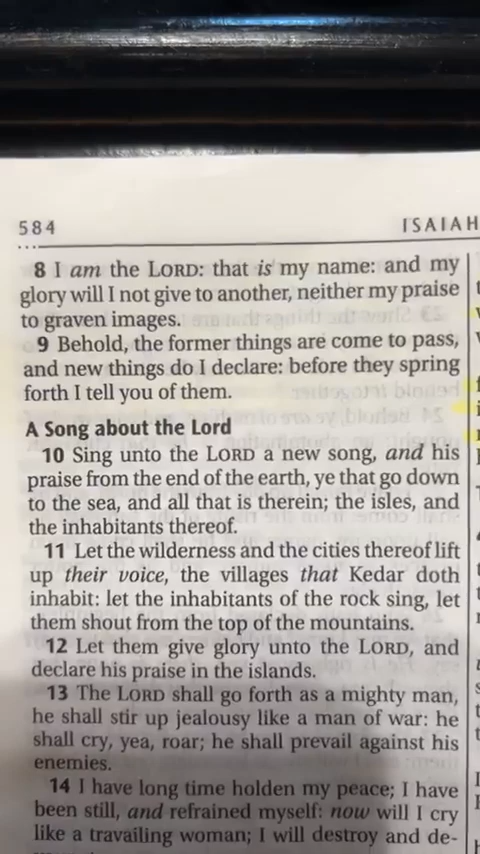 584 ISAIAH
8 I am the LORD: that is my name: and my
glory will I not give to another, neither my praise
to graven images.
9 Behold, the former things are come to pass,
and new things do I declare: before they spring
forth I tell you of them.
A Song about the Lord
10 Sing unto the LORD a new song, and his
praise from the end of the earth, ye that go down
to the sea, and all that is therein; the isles, and
the inhabitants thereof.
11 Let the wilderness and the cities thereof lift
up their voice, the villages that Kedar doth
inhabit: let the inhabitants of the rock sing, let
them shout from the top of the mountains.
12 Let them give glory unto the LORD, and
declare his praise in the islands.
13 The LORD shall go forth as a mighty man,
he shall stir up jealousy like a man of war: he
shall cry, yea, roar; he shall prevail against his
enemies.
14 I have long time holden my peace; I have
been still, and refrained myself: now will I cry
like a travailing woman; I will destroy and de-